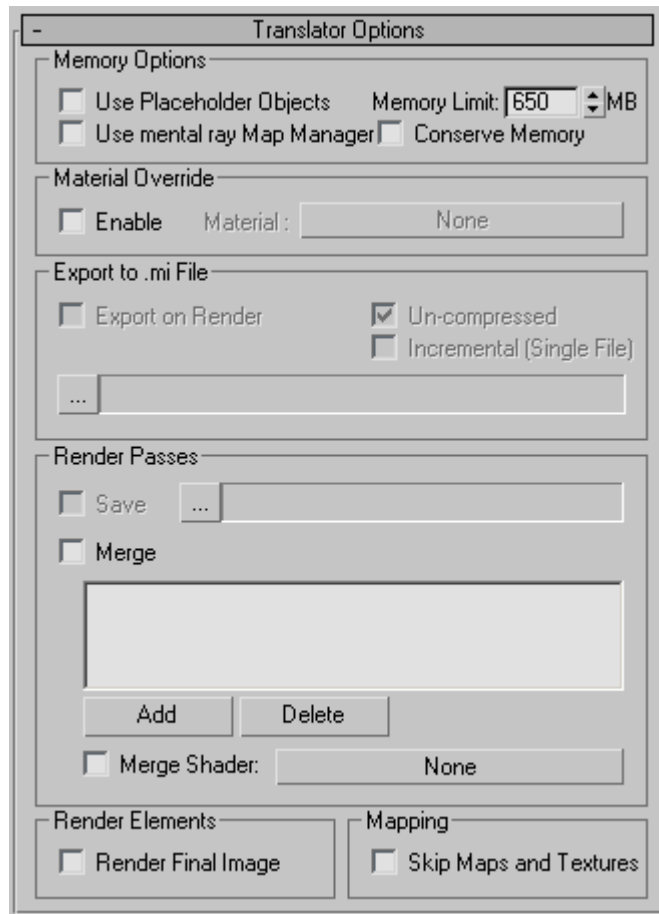 - Translator Options
Memory Options
Use Placeholder Objects Memory Limit: 650 MB
Use mental ray Map Manager Conserve Memory
Material Override
Enable Material : None
Export to .mi File
Export on Render Un-compressed
Incremental (Single File)
...
Render Passes
Save ...
Merge
Add Delete
Merge Shader: None
Render Elements Mapping
Render Final Image Skip Maps and Textures